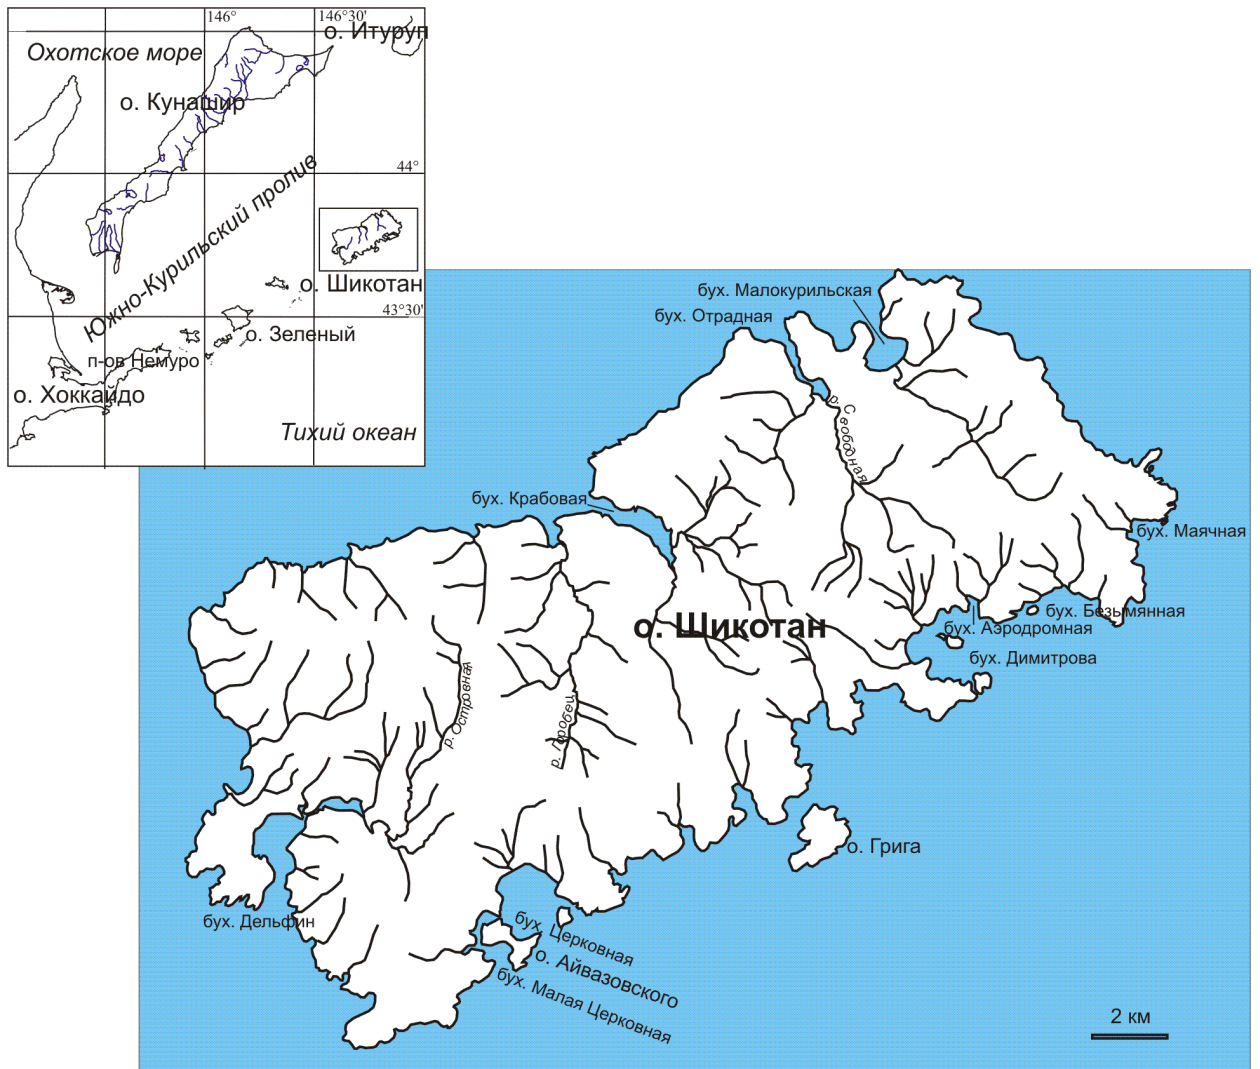 146°
146°30'
о. Итуруп
Охотское море
о. Кунашир
44°
Южно-Курильский пролив
о. Шикотан
43°30'
о. Зеленый
п-ов Немуро
о. Хоккайдо
Тихий океан
бух. Малокурильская
бух. Отрадная
р. Свободная
бух. Крабовая
бух. Маячная
бух. Безымянная
о. Шикотан
бух. Аэродромная
бух. Димитрова
р. Островная
р. Горобец
о. Грига
бух. Дельфин
бух. Церковная
о. Айвазовского
бух. Малая Церковная
2 км